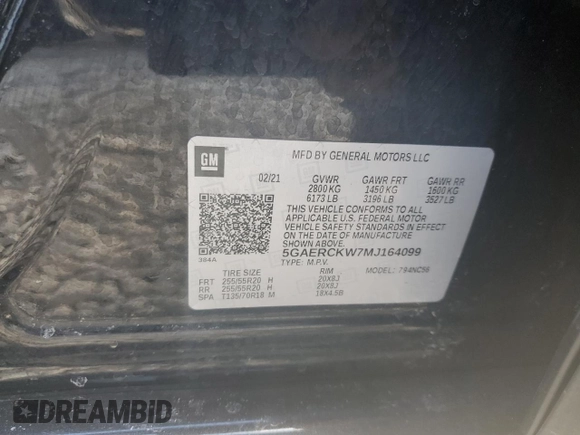 GM
MFD BY GENERAL MOTORS LLC
02/21 GVWR GAWR FRT GAWR RR
2800 KG 1450 KG 1600 KG
6173 LB 3196 LB 3527 LB
THIS VEHICLE CONFORMS TO ALL
APPLICABLE U.S. FEDERAL MOTOR
VEHICLE SAFETY STANDARDS IN
EFFECT ON THE DATE OF MANUFACTURE
SHOWN ABOVE.
384A
5GAERCKW7MJ164099
TYPE: M.P.V. MODEL: 794NC56
TIRE SIZE RIM
FRT 255/55R20 H 20X8J
RR 255/55R20 H 20X8J
SPA T135/70R18 M 18X4.5B
DREAMBID